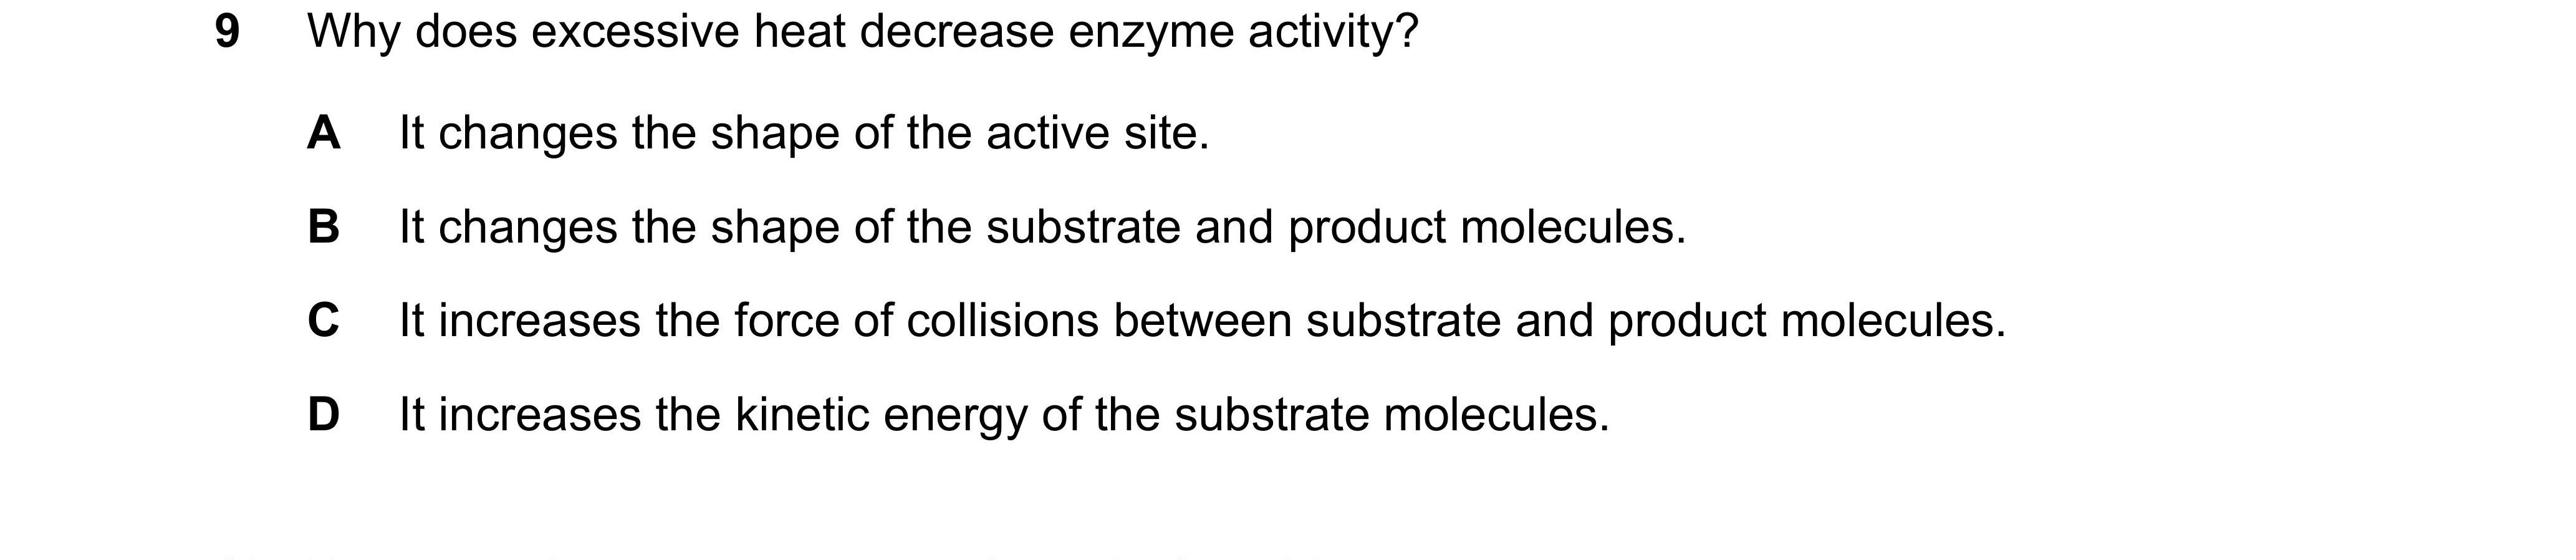 9 Why does excessive heat decrease enzyme activity?
A It changes the shape of the active site.
B It changes the shape of the substrate and product molecules.
C It increases the force of collisions between substrate and product molecules.
D It increases the kinetic energy of the substrate molecules.